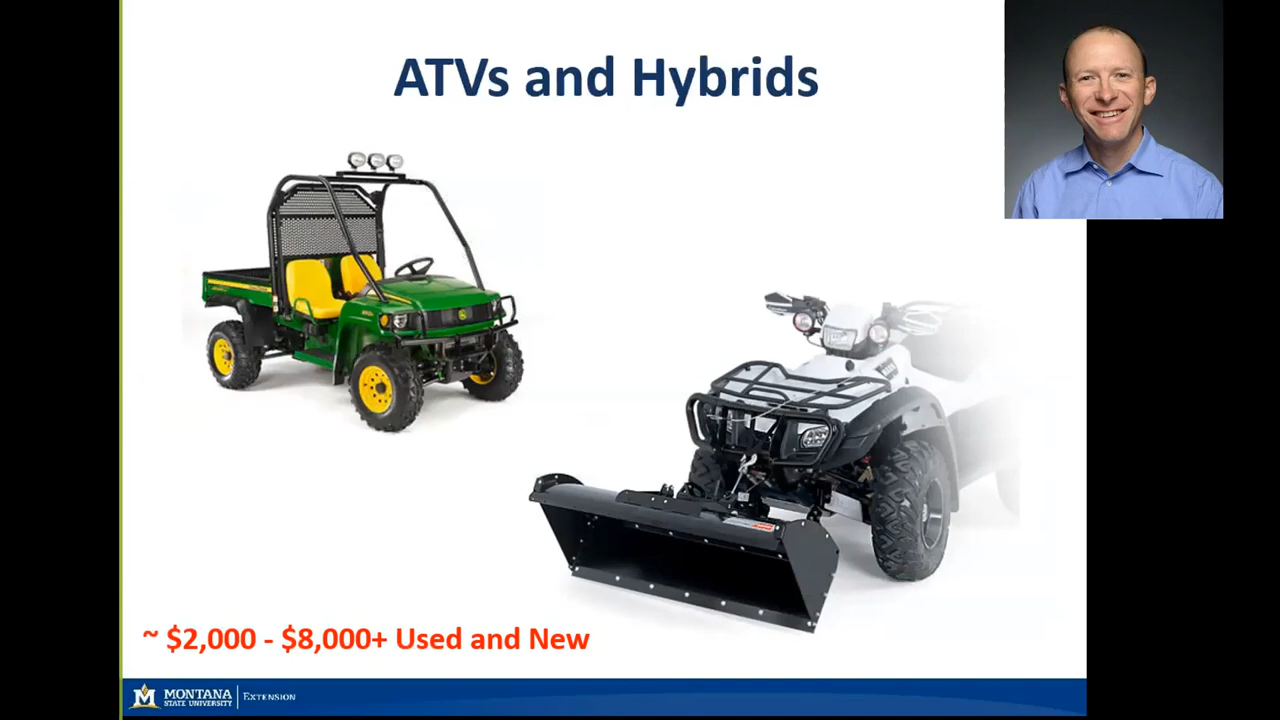 ATVs and Hybrids
~ $2,000 - $8,000+ Used and New
MONTANA
STATE UNIVERSITY
EXTENSION